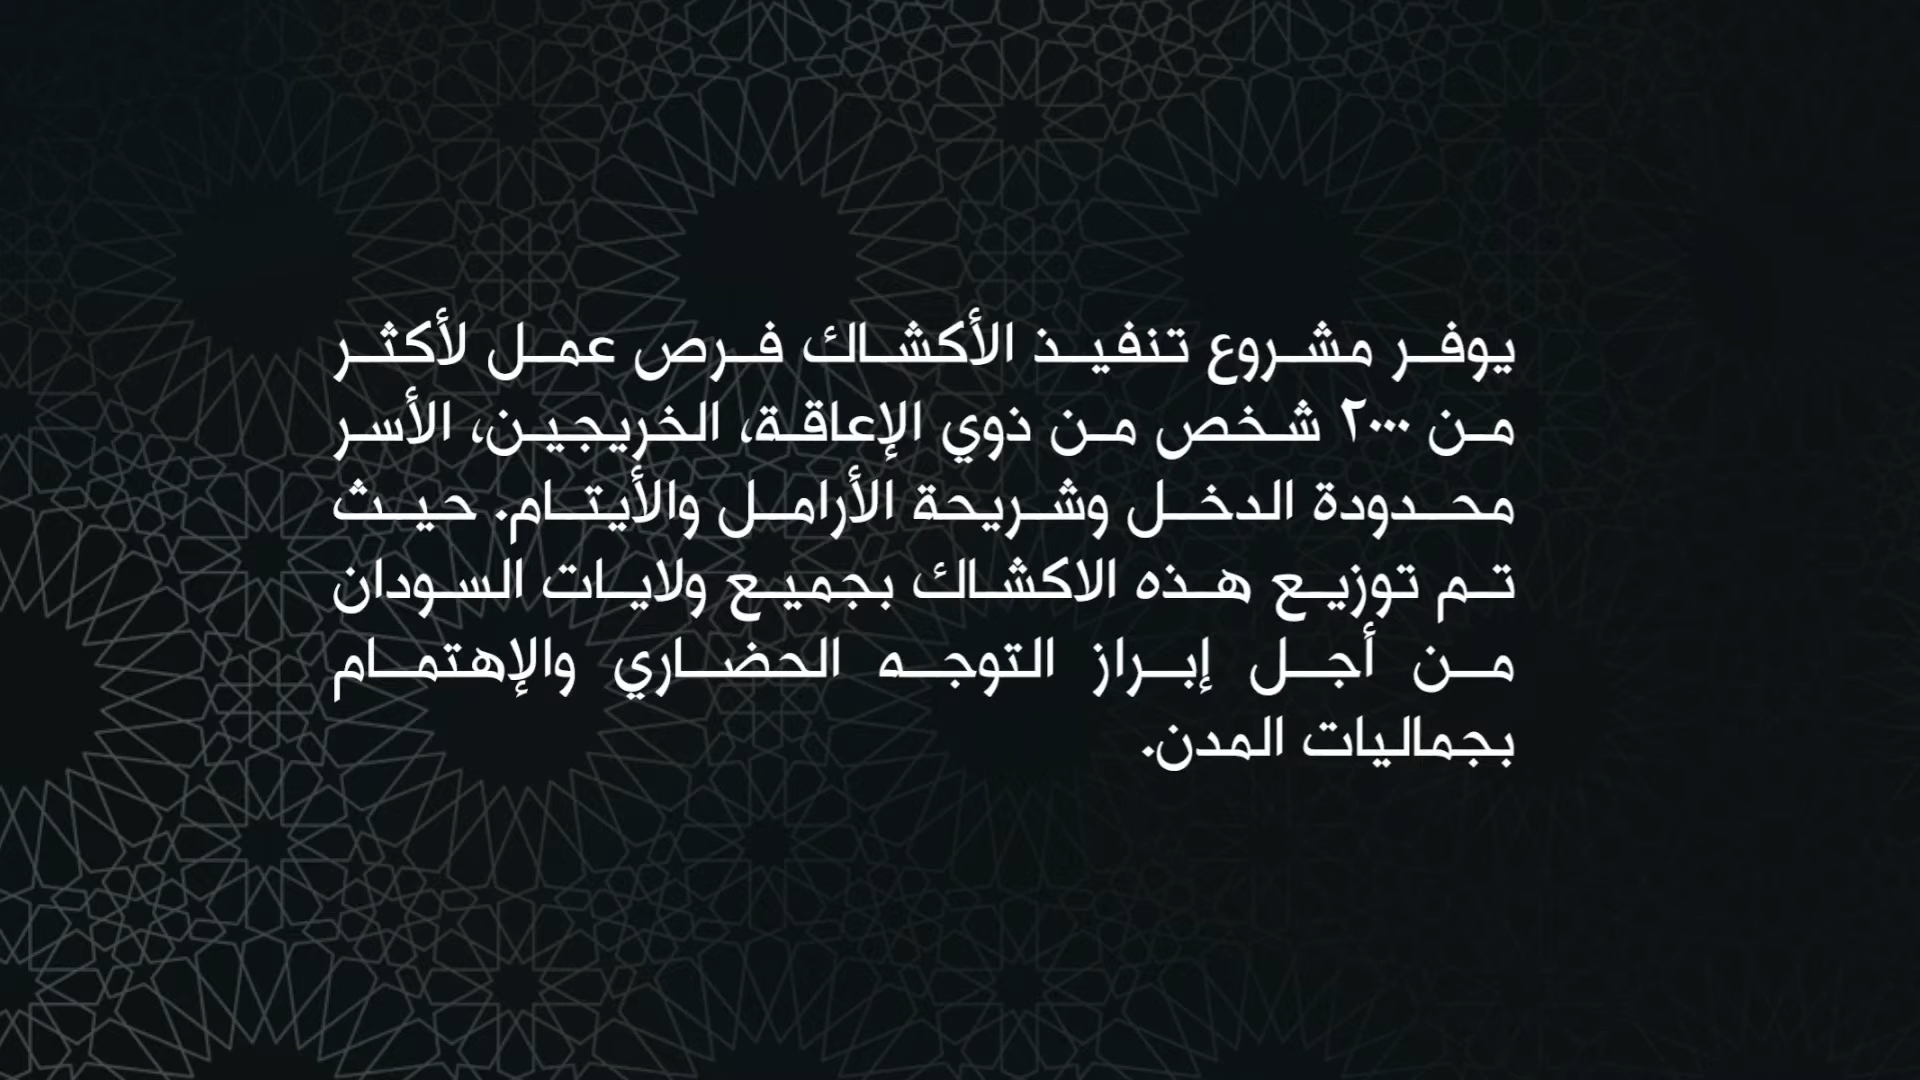 يوفر مشروع تنفيذ الأكشاك فرص عمل لأكثر
من ٢٠٠٠ شخص من ذوي الإعاقة، الخريجين، الأسر
محدودة الدخل وشريحة الأرامل والأيتام. حيث
تم توزيع هذه الاكشاك بجميع ولايات السودان
من أجل إبراز التوجه الحضاري والإهتمام
بجماليات المدن.